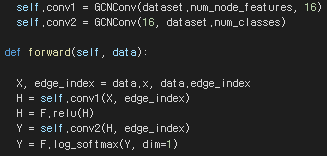 self.conv1 = GCNConv(dataset.num_node_features, 16)
self.conv2 = GCNConv(16, dataset.num_classes)
def forward(self, data):
X, edge_index = data.x, data.edge_index
H = self.conv1(X, edge_index)
H = F.relu(H)
Y = self.conv2(H, edge_index)
Y = F.log_softmax(Y, dim=1)